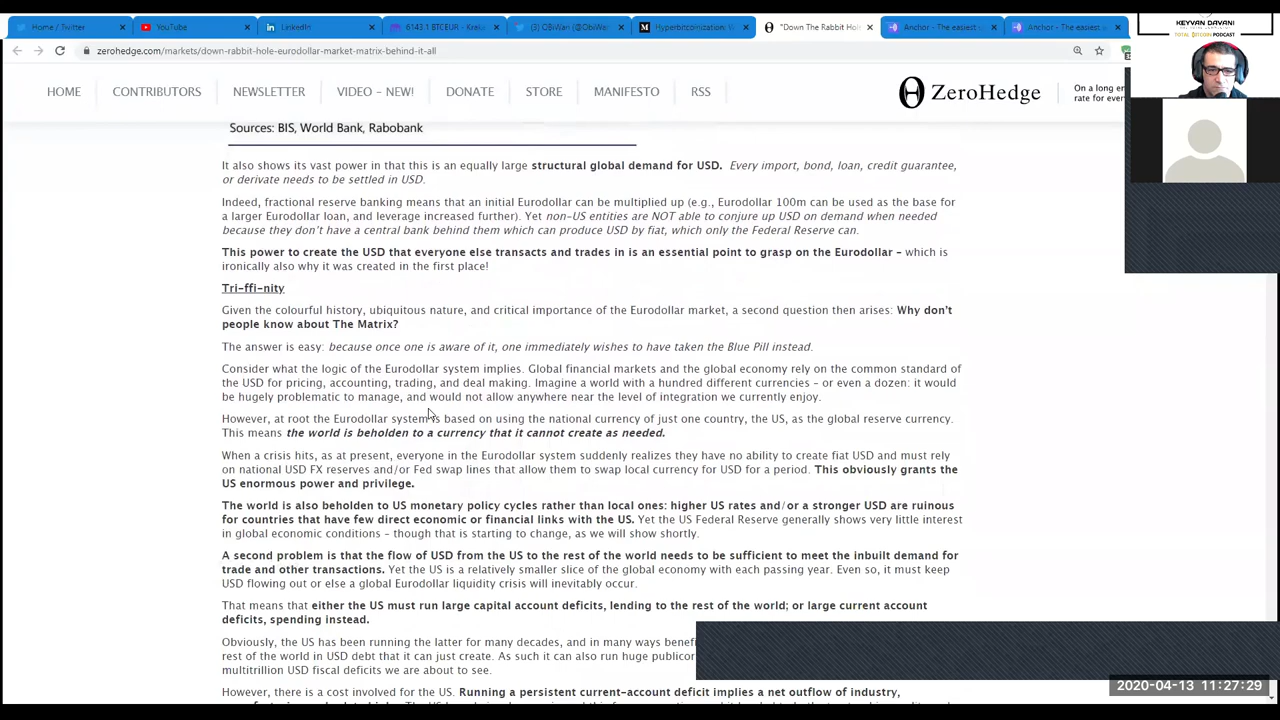 Home / Twitter
YouTube
LinkedIn
6143.1 BTCEUR - Krak
(3) ObiWan (@ObiWa
Hyperbitcoinization: W
"Down The Rabbit Hol
Anchor - The easiest
Anchor - The easiest
KEYVAN DAVANI
TOTAL BITCOIN PODCAST
zerohedge.com/markets/down-rabbit-hole-eurodollar-market-matrix-behind-it-all
HOME
CONTRIBUTORS
NEWSLETTER
VIDEO – NEW!
DONATE
STORE
MANIFESTO
RSS
ZeroHedge
On a long en
rate for ever
Sources: BIS, World Bank, Rabobank
It also shows its vast power in that this is an equally large structural global demand for USD. Every import, bond, loan, credit guarantee,
or derivate needs to be settled in USD.
Indeed, fractional reserve banking means that an initial Eurodollar can be multiplied up (e.g., Eurodollar 100m can be used as the base for
a larger Eurodollar loan, and leverage increased further). Yet non-US entities are NOT able to conjure up USD on demand when needed
because they don't have a central bank behind them which can produce USD by fiat, which only the Federal Reserve can.
This power to create the USD that everyone else transacts and trades in is an essential point to grasp on the Eurodollar – which is
ironically also why it was created in the first place!
Tri-ffi-nity
Given the colourful history, ubiquitous nature, and critical importance of the Eurodollar market, a second question then arises: Why don't
people know about The Matrix?
The answer is easy: because once one is aware of it, one immediately wishes to have taken the Blue Pill instead.
Consider what the logic of the Eurodollar system implies. Global financial markets and the global economy rely on the common standard of
the USD for pricing, accounting, trading, and deal making. Imagine a world with a hundred different currencies – or even a dozen: it would
be hugely problematic to manage, and would not allow anywhere near the level of integration we currently enjoy.
However, at root the Eurodollar system is based on using the national currency of just one country, the US, as the global reserve currency.
This means the world is beholden to a currency that it cannot create as needed.
When a crisis hits, as at present, everyone in the Eurodollar system suddenly realizes they have no ability to create fiat USD and must rely
on national USD FX reserves and/or Fed swap lines that allow them to swap local currency for USD for a period. This obviously grants the
US enormous power and privilege.
The world is also beholden to US monetary policy cycles rather than local ones: higher US rates and/or a stronger USD are ruinous
for countries that have few direct economic or financial links with the US. Yet the US Federal Reserve generally shows very little interest
in global economic conditions – though that is starting to change, as we will show shortly.
A second problem is that the flow of USD from the US to the rest of the world needs to be sufficient to meet the inbuilt demand for
trade and other transactions. Yet the US is a relatively smaller slice of the global economy with each passing year. Even so, it must keep
USD flowing out or else a global Eurodollar liquidity crisis will inevitably occur.
That means that either the US must run large capital account deficits, lending to the rest of the world; or large current account
deficits, spending instead.
Obviously, the US has been running the latter for many decades, and in many ways benefi
rest of the world in USD debt that it can just create. As such it can also run huge publicor
multitrillion USD fiscal deficits we are about to see.
However, there is a cost involved for the US. Running a persistent current-account deficit implies a net outflow of industry,
2020-04-13 11:27:29